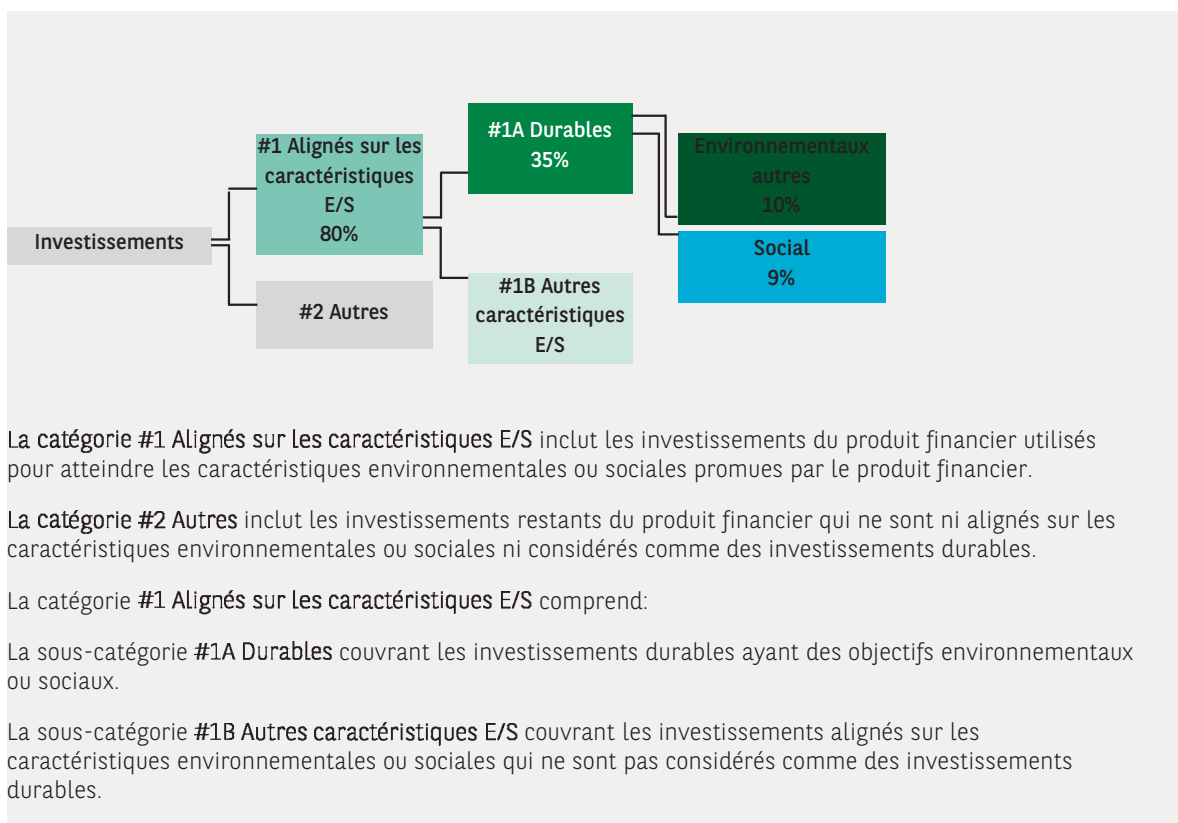 Investissements
#1 Alignés sur les
caractéristiques
E/S
80%
#2 Autres
#1A Durables
35%
#1B Autres
caractéristiques
E/S
Environnementaux
autres
10%
Social
9%
La catégorie #1 Alignés sur les caractéristiques E/S inclut les investissements du produit financier utilisés
pour atteindre les caractéristiques environnementales ou sociales promues par le produit financier.
La catégorie #2 Autres inclut les investissements restants du produit financier qui ne sont ni alignés sur les
caractéristiques environnementales ou sociales ni considérés comme des investissements durables.
La catégorie #1 Alignés sur les caractéristiques E/S comprend:
La sous-catégorie #1A Durables couvrant les investissements durables ayant des objectifs environnementaux
ou sociaux.
La sous-catégorie #1B Autres caractéristiques E/S couvrant les investissements alignés sur les
caractéristiques environnementales ou sociales qui ne sont pas considérés comme des investissements
durables.